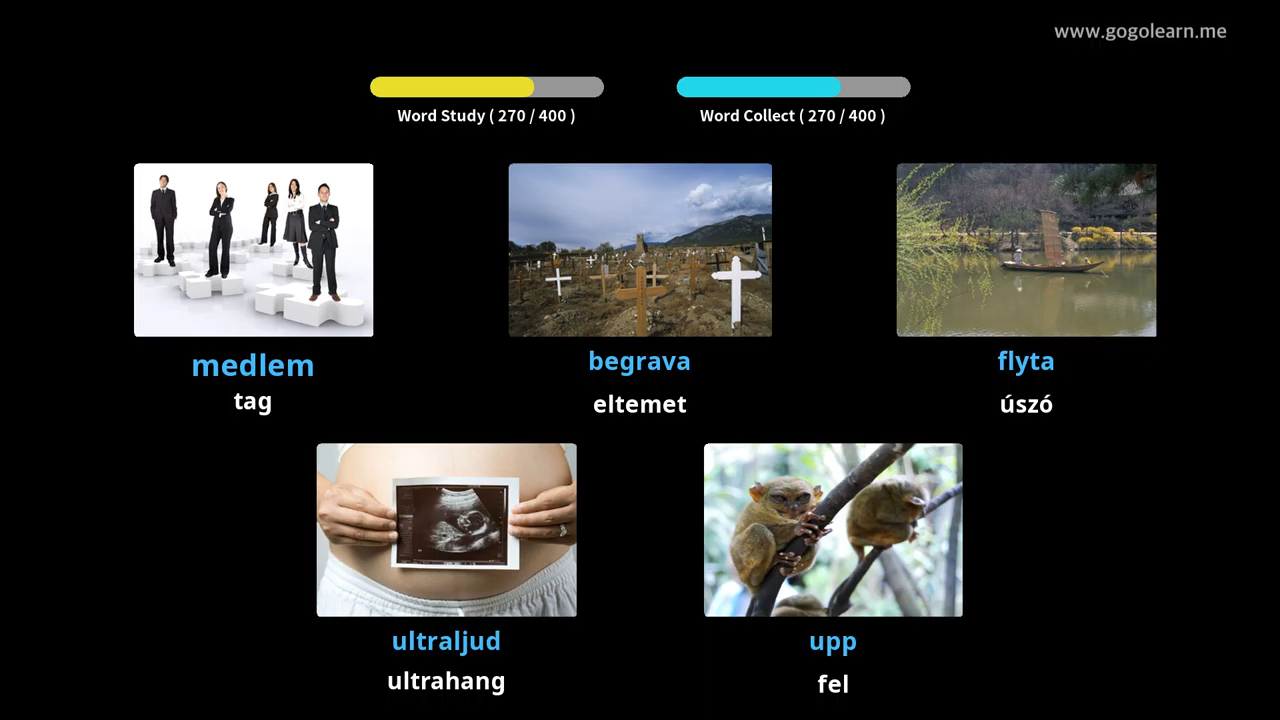 www.gogolearn.me
Word Study ( 270 / 400 )
Word Collect ( 270 / 400 )
medlem
tag
begrava
eltemet
flyta
úszó
ultraljud
ultrahang
upp
fel